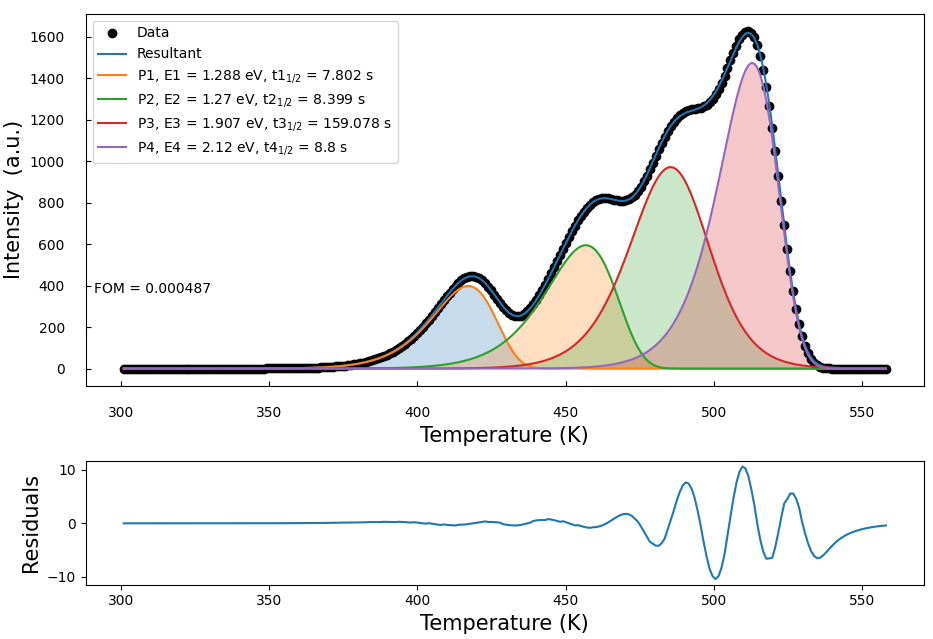 Data
Resultant
P1, E1 = 1.288 eV, t1₁/₂ = 7.802 s
P2, E2 = 1.27 eV, t2₁/₂ = 8.399 s
P3, E3 = 1.907 eV, t3₁/₂ = 159.078 s
P4, E4 = 2.12 eV, t4₁/₂ = 8.8 s
FOM = 0.000487
Intensity (a.u.)
1600
1400
1200
1000
800
600
400
200
0
300 350 400 450 500 550
Temperature (K)
Residuals
10
0
−10
300 350 400 450 500 550
Temperature (K)